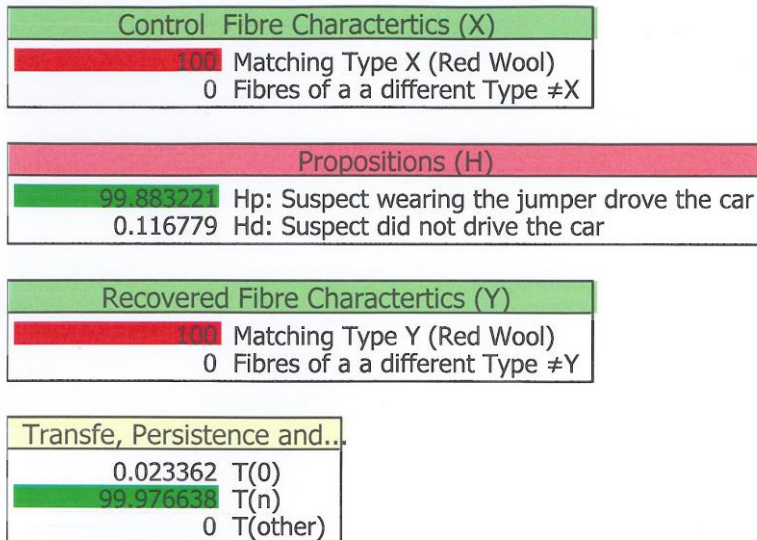 Control Fibre Charactertics (X)
100 Matching Type X (Red Wool)
0 Fibres of a a different Type ≠X
Propositions (H)
99.883221 Hp: Suspect wearing the jumper drove the car
0.116779 Hd: Suspect did not drive the car
Recovered Fibre Charactertics (Y)
100 Matching Type Y (Red Wool)
0 Fibres of a a different Type ≠Y
Transfe, Persistence and...
0.023362 T(0)
99.976638 T(n)
0 T(other)